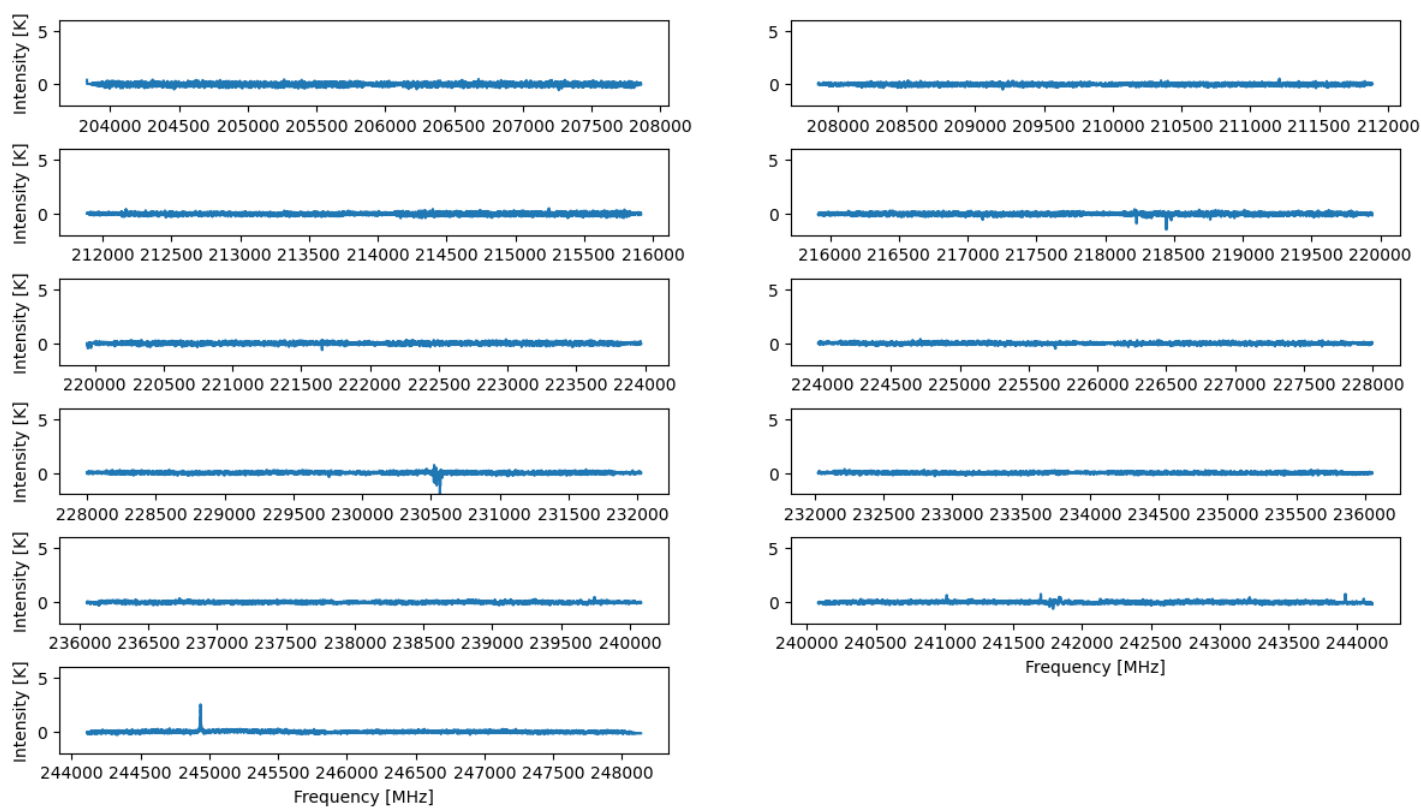 Intensity [K]
5
0
204000 204500 205000 205500 206000 206500 207000 207500 208000
5
0
208000 208500 209000 209500 210000 210500 211000 211500 212000
Intensity [K]
5
0
212000 212500 213000 213500 214000 214500 215000 215500 216000
5
0
216000 216500 217000 217500 218000 218500 219000 219500 220000
Intensity [K]
5
0
220000 220500 221000 221500 222000 222500 223000 223500 224000
5
0
224000 224500 225000 225500 226000 226500 227000 227500 228000
Intensity [K]
5
0
228000 228500 229000 229500 230000 230500 231000 231500 232000
5
0
232000 232500 233000 233500 234000 234500 235000 235500 236000
Intensity [K]
5
0
236000 236500 237000 237500 238000 238500 239000 239500 240000
5
0
240000 240500 241000 241500 242000 242500 243000 243500 244000
Frequency [MHz]
Intensity [K]
5
0
244000 244500 245000 245500 246000 246500 247000 247500 248000
Frequency [MHz]